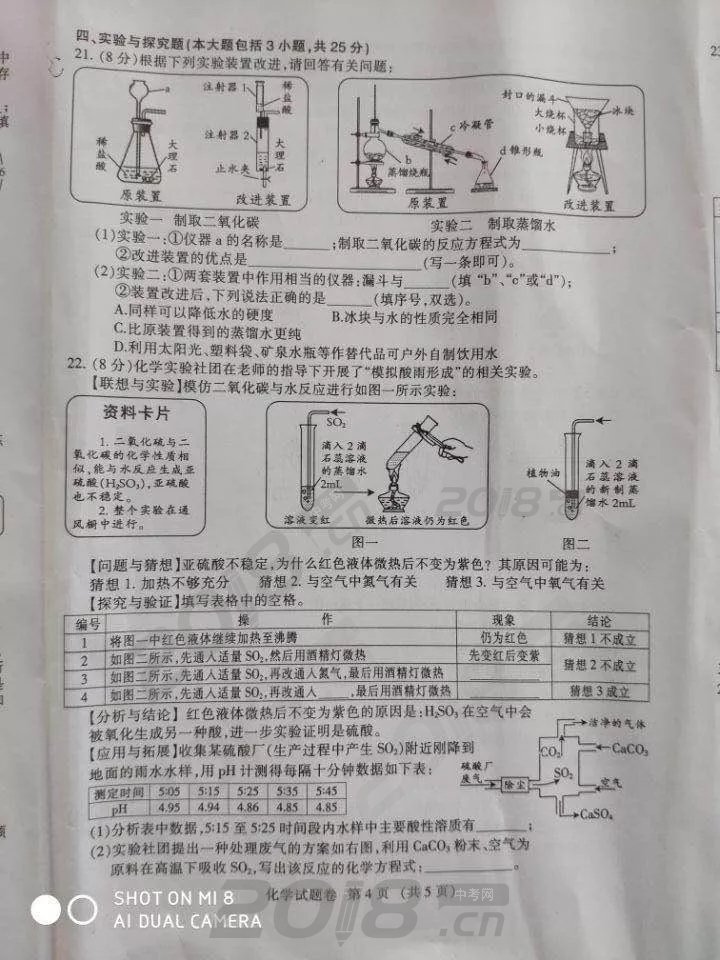 四、实验与探究题(本大题包括3小题,共25分)
21.(8分)根据下列实验装置改进,请回答有关问题:
a
稀盐酸
大理石
原装置
注射器1
稀盐酸
注射器2
大理石
止水夹
改进装置
c冷凝管
b
蒸馏烧瓶
d锥形瓶
原装置
封口的漏斗
大烧杯
小烧杯
冰块
改进装置
实验一 制取二氧化碳
实验二 制取蒸馏水
(1)实验一:①仪器a的名称是______;制取二氧化碳的反应方程式为____________;
②改进装置的优点是____________________(写一条即可)。
(2)实验二:①两套装置中作用相当的仪器:漏斗与______(填“b”、“c”或“d”);
②装置改进后,下列说法正确的是______(填序号,双选)。
A.同样可以降低水的硬度 B.冰块与水的性质完全相同
C.比原装置得到的蒸馏水更纯
D.利用太阳光、塑料袋、矿泉水瓶等作替代品可户外自制饮用水
22.(8分)化学实验社团在老师的指导下开展了“模拟酸雨形成”的相关实验。
【联想与实验】模仿二氧化碳与水反应进行如图一所示实验:
资料卡片
1.二氧化硫与二
氧化碳的化学性质相
似,能与水反应生成亚
硫酸(H₂SO₃),亚硫酸
也不稳定。
2.整个实验在通
风橱中进行。
SO₂
滴入2滴
石蕊溶液
的蒸馏水
2mL
溶液变红
微热后溶液仍为红色
图一
植物油
滴入2滴
石蕊溶液
的新制蒸
馏水2mL
图二
【问题与猜想】亚硫酸不稳定,为什么红色液体微热后不变为紫色?其原因可能为:
猜想1.加热不够充分 猜想2.与空气中氮气有关 猜想3.与空气中氧气有关
【探究与验证】填写表格中的空格。
编号 操作 现象 结论
1 将图一中红色液体继续加热至沸腾 仍为红色 猜想1不成立
2 如图二所示,先通入适量SO₂,然后用酒精灯微热 先变红后变紫
3 如图二所示,先通入适量SO₂,再改通入氮气,最后用酒精灯微热 ______ 猜想2不成立
4 如图二所示,先通入适量SO₂,再改通入____,最后用酒精灯微热 ______ 猜想3成立
【分析与结论】红色液体微热后不变为紫色的原因是:H₂SO₃在空气中会
被氧化生成另一种酸,进一步实验证明是硫酸。
【应用与拓展】收集某硫酸厂(生产过程中产生SO₂)附近刚降到
地面的雨水水样,用pH计测得每隔十分钟数据如下表:
测定时间 5:05 5:15 5:25 5:35 5:45
pH 4.95 4.94 4.86 4.85 4.85
洁净的气体
CO₂
CaCO₃
硫酸厂
废气
除尘
SO₂
空气
CaSO₄
(1)分析表中数据,5:15至5:25时间段内水样中主要酸性溶质有______;
(2)实验社团提出一种处理废气的方案如右图,利用CaCO₃粉末、空气为
原料在高温下吸收SO₂,写出该反应的化学方程式:____________。
化学试题卷 第4页 (共5页)
SHOT ON MI 8
AI DUAL CAMERA
中考网